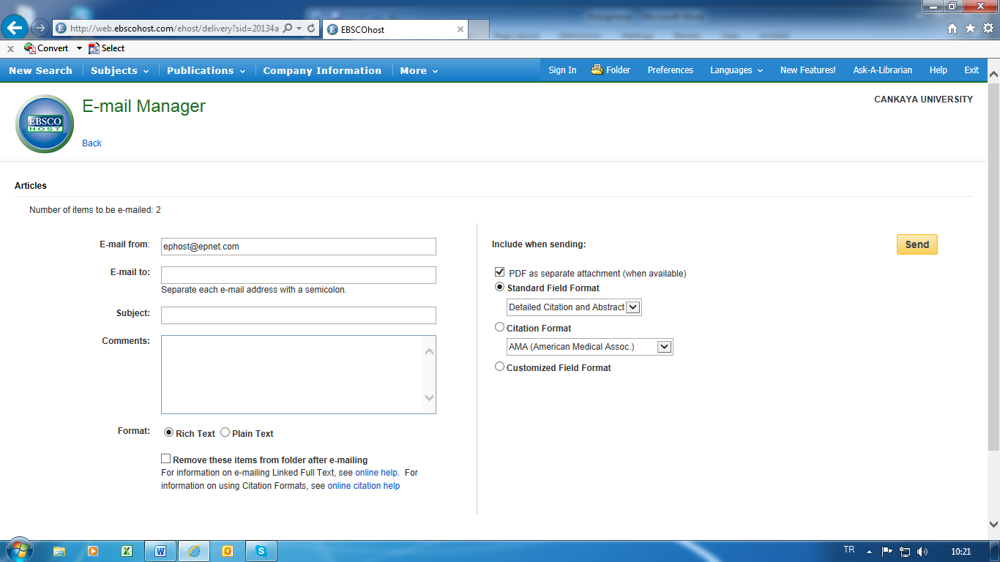 http://web.ebscohost.com/ehost/delivery?sid=20134a
EBSCOhost
Convert Select
New Search Subjects Publications Company Information More Sign In Folder Preferences Languages New Features! Ask-A-Librarian Help Exit
EBSCO
HOST
E-mail Manager
CANKAYA UNIVERSITY
Back
Articles
Number of items to be e-mailed: 2
E-mail from: ephost@epnet.com
E-mail to:
Separate each e-mail address with a semicolon.
Subject:
Comments:
Format: Rich Text Plain Text
Remove these items from folder after e-mailing
For information on e-mailing Linked Full Text, see online help. For
information on using Citation Formats, see online citation help
Include when sending:
Send
PDF as separate attachment (when available)
Standard Field Format
Detailed Citation and Abstract
Citation Format
AMA (American Medical Assoc.)
Customized Field Format
TR
10:21